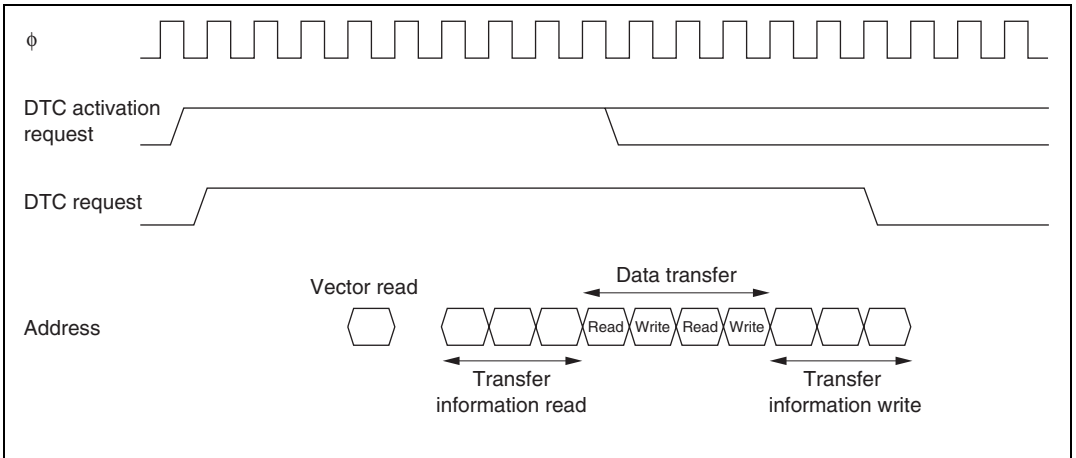 ϕ
DTC activation
request
DTC request
Data transfer
Vector read
Address
Read Write Read Write
Transfer
information read
Transfer
information write